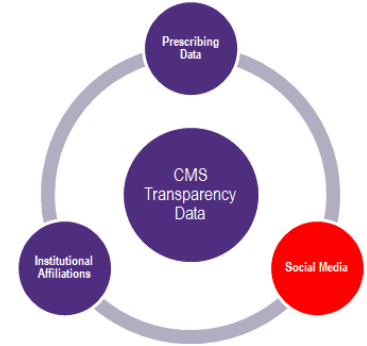 Prescribing
Data
CMS
Transparency
Data
Institutional
Affiliations
Social Media